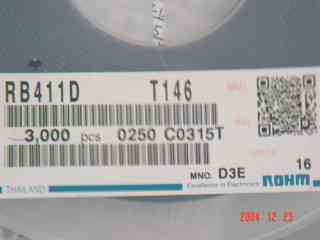 RB411D T146
3,000 PCS 0250 C0315T
16
MNO. D3E
THAILAND Excellence in Electronics ROHM
2004 12 23